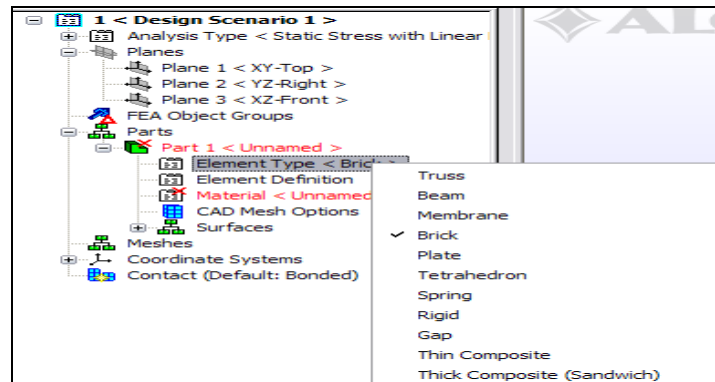 1 < Design Scenario 1 >
Analysis Type < Static Stress with Linear
Planes
Plane 1 < XY-Top >
Plane 2 < YZ-Right >
Plane 3 < XZ-Front >
FEA Object Groups
Parts
Part 1 < Unnamed >
Element Type < Brick >
Element Definition
Material < Unnamed
CAD Mesh Options
Surfaces
Meshes
Coordinate Systems
Contact (Default: Bonded)
Truss
Beam
Membrane
Brick
Plate
Tetrahedron
Spring
Rigid
Gap
Thin Composite
Thick Composite (Sandwich)